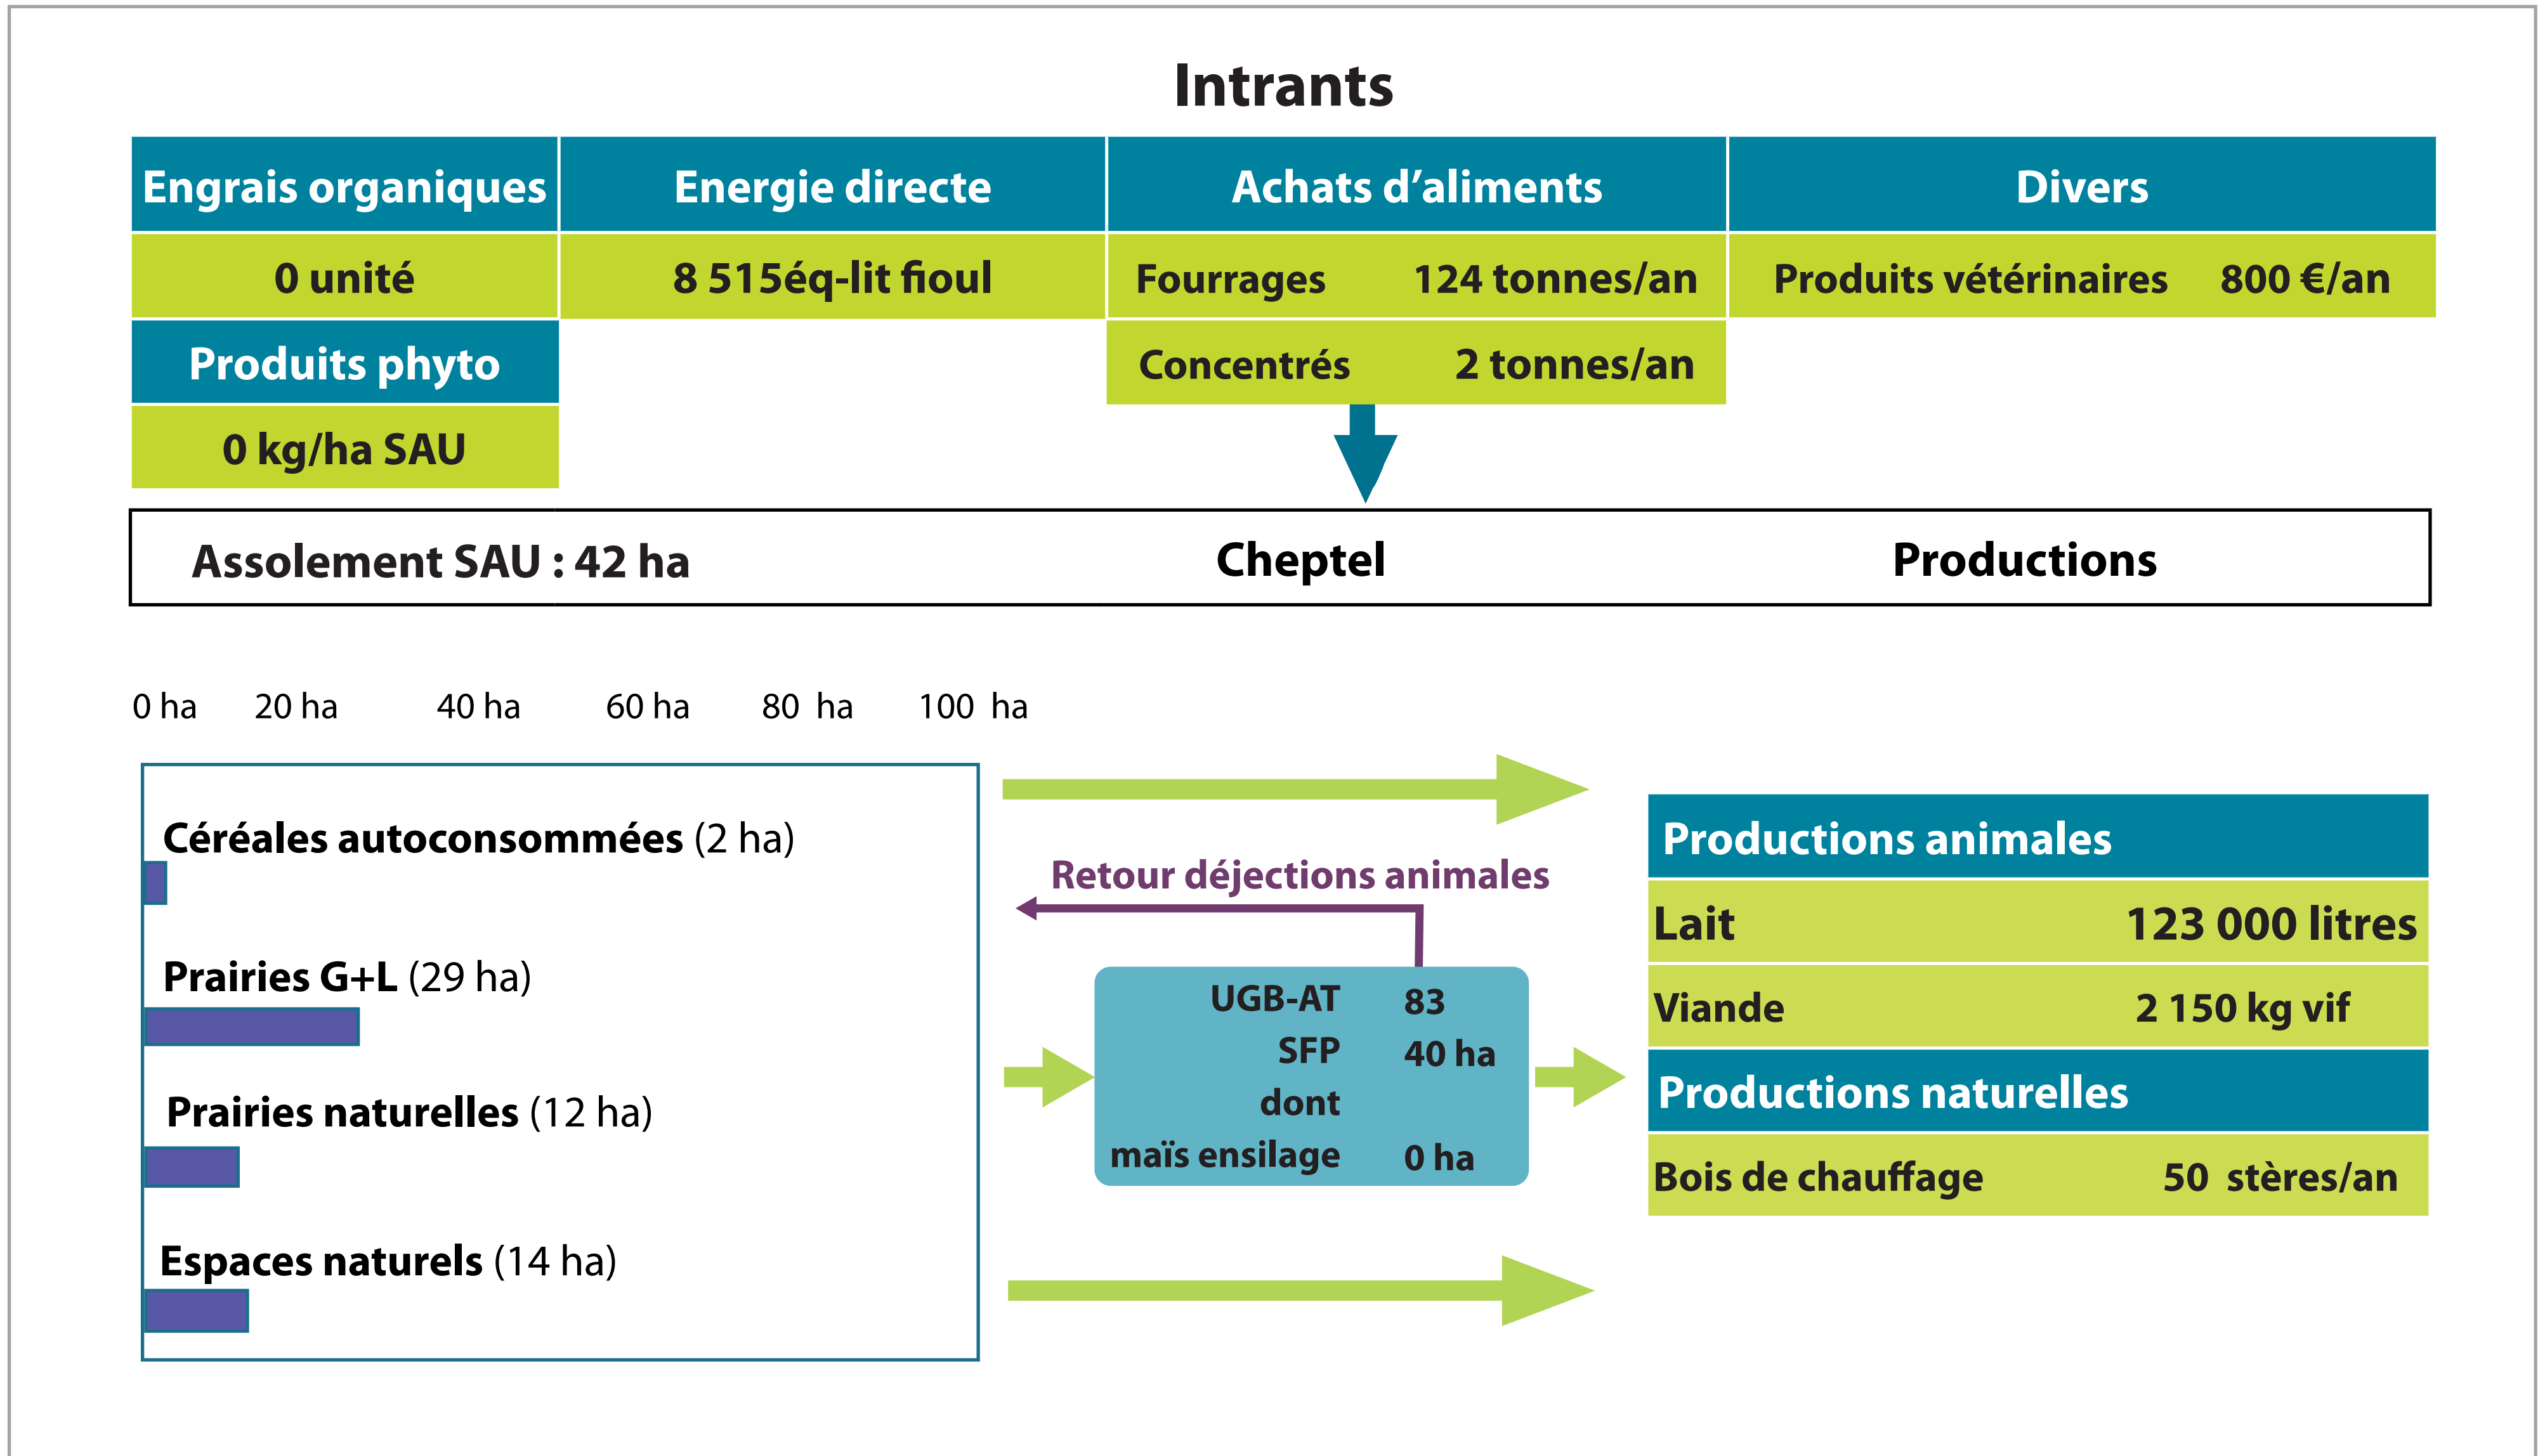 Intrants
Engrais organiques Energie directe Achats d’aliments Divers
0 unité 8 515éq-lit fioul Fourrages 124 tonnes/an Produits vétérinaires 800 €/an
Produits phyto Concentrés 2 tonnes/an
0 kg/ha SAU
Assolement SAU : 42 ha Cheptel Productions
0 ha 20 ha 40 ha 60 ha 80 ha 100 ha
Céréales autoconsommées (2 ha)
Prairies G+L (29 ha)
Prairies naturelles (12 ha)
Espaces naturels (14 ha)
Retour déjections animales
UGB-AT 83
SFP 40 ha
dont
maïs ensilage 0 ha
Productions animales
Lait 123 000 litres
Viande 2 150 kg vif
Productions naturelles
Bois de chauffage 50 stères/an